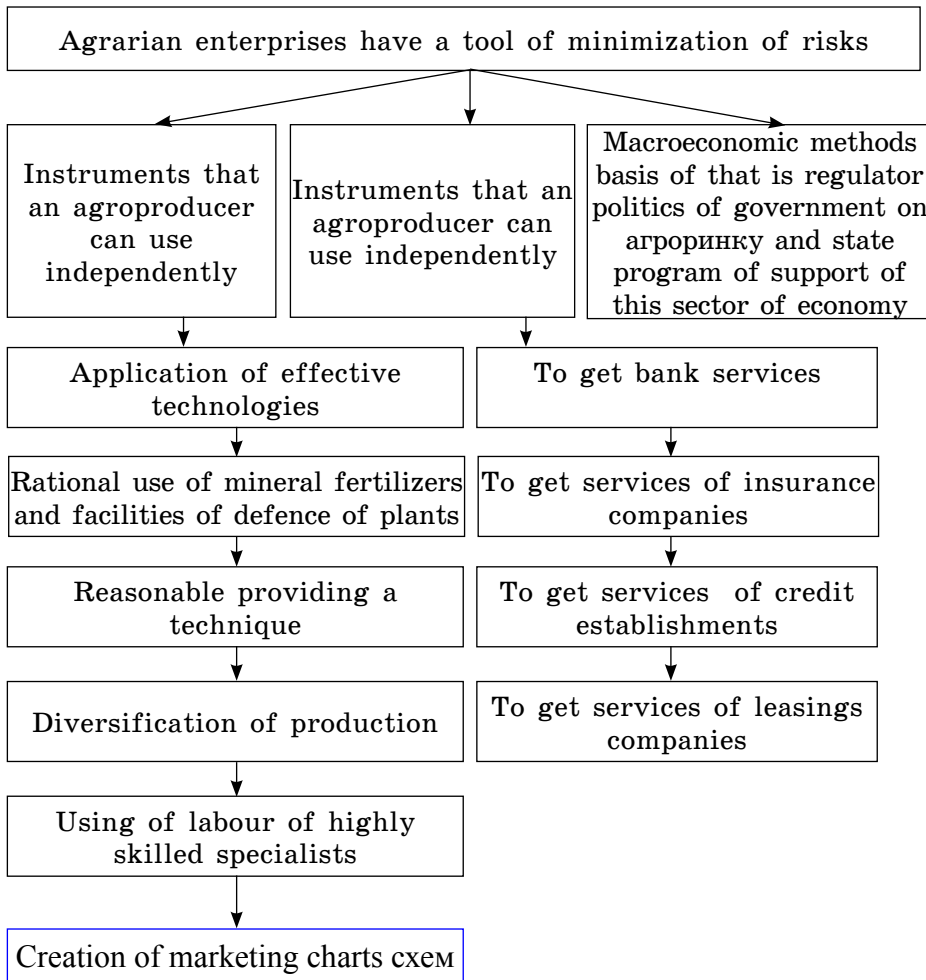 Agrarian enterprises have a tool of minimization of risks
Instruments that
an agroproducer
can use
independently
Instruments that an
agroproducer can
use independently
Macroeconomic methods
basis of that is regulator
politics of government on
агроринку and state
program of support of
this sector of economy
Application of effective
technologies
Rational use of mineral fertilizers
and facilities of defence of plants
Reasonable providing a
technique
Diversification of production
Using of labour of highly
skilled specialists
Creation of marketing charts схем
To get bank services
To get services of insurance
companies
To get services of credit
establishments
To get services of leasings
companies